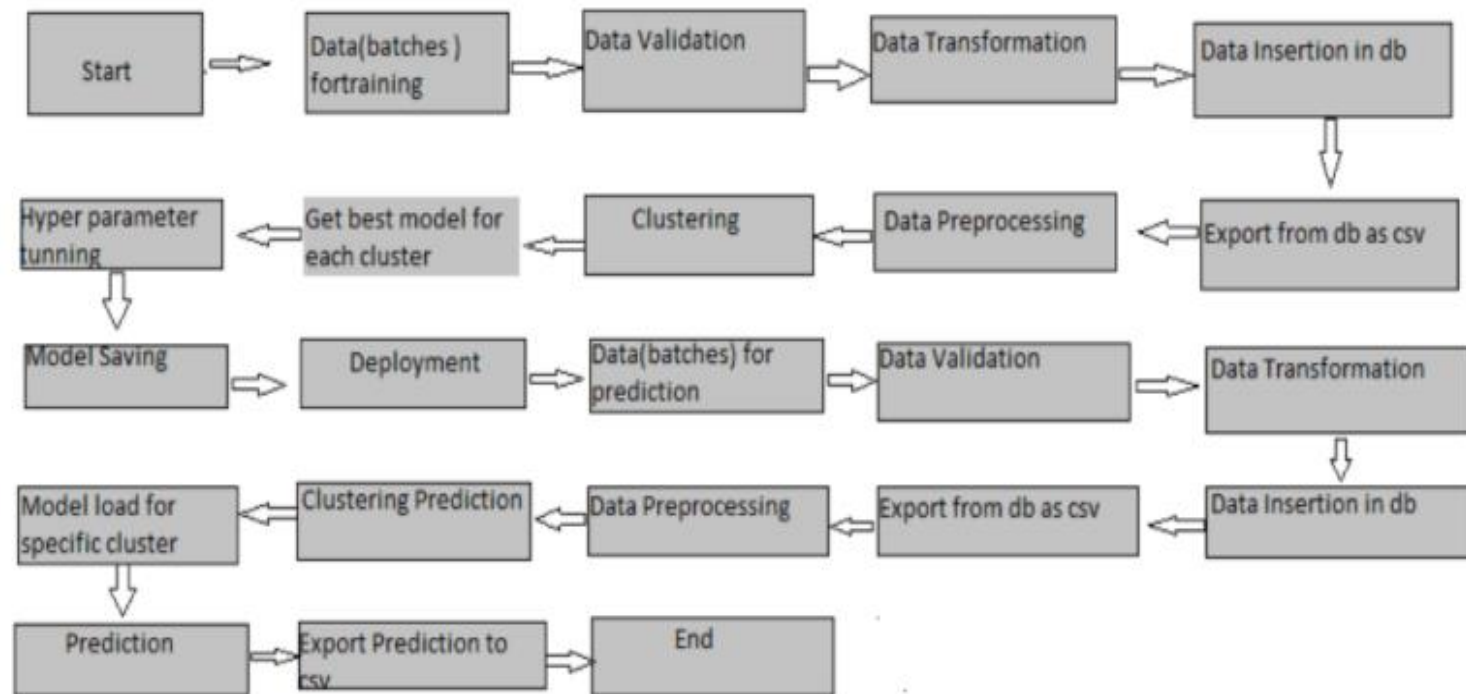 Start
Data(batches )
fortraining
Data Validation
Data Transformation
Data Insertion in db
Export from db as csv
Data Preprocessing
Clustering
Get best model for
each cluster
Hyper parameter
tunning
Model Saving
Deployment
Data(batches) for
prediction
Data Validation
Data Transformation
Data Insertion in db
Export from db as csv
Data Preprocessing
Clustering Prediction
Model load for
specific cluster
Prediction
Export Prediction to
csv
End